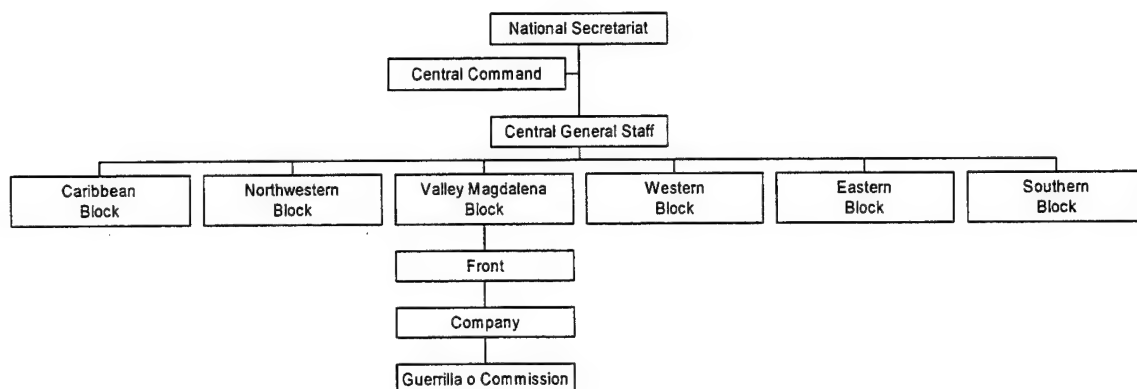 National Secretariat
Central Command
Central General Staff
Caribbean
Block
Northwestern
Block
Valley Magdalena
Block
Western
Block
Eastern
Block
Southern
Block
Front
Company
Guerrilla o Commission